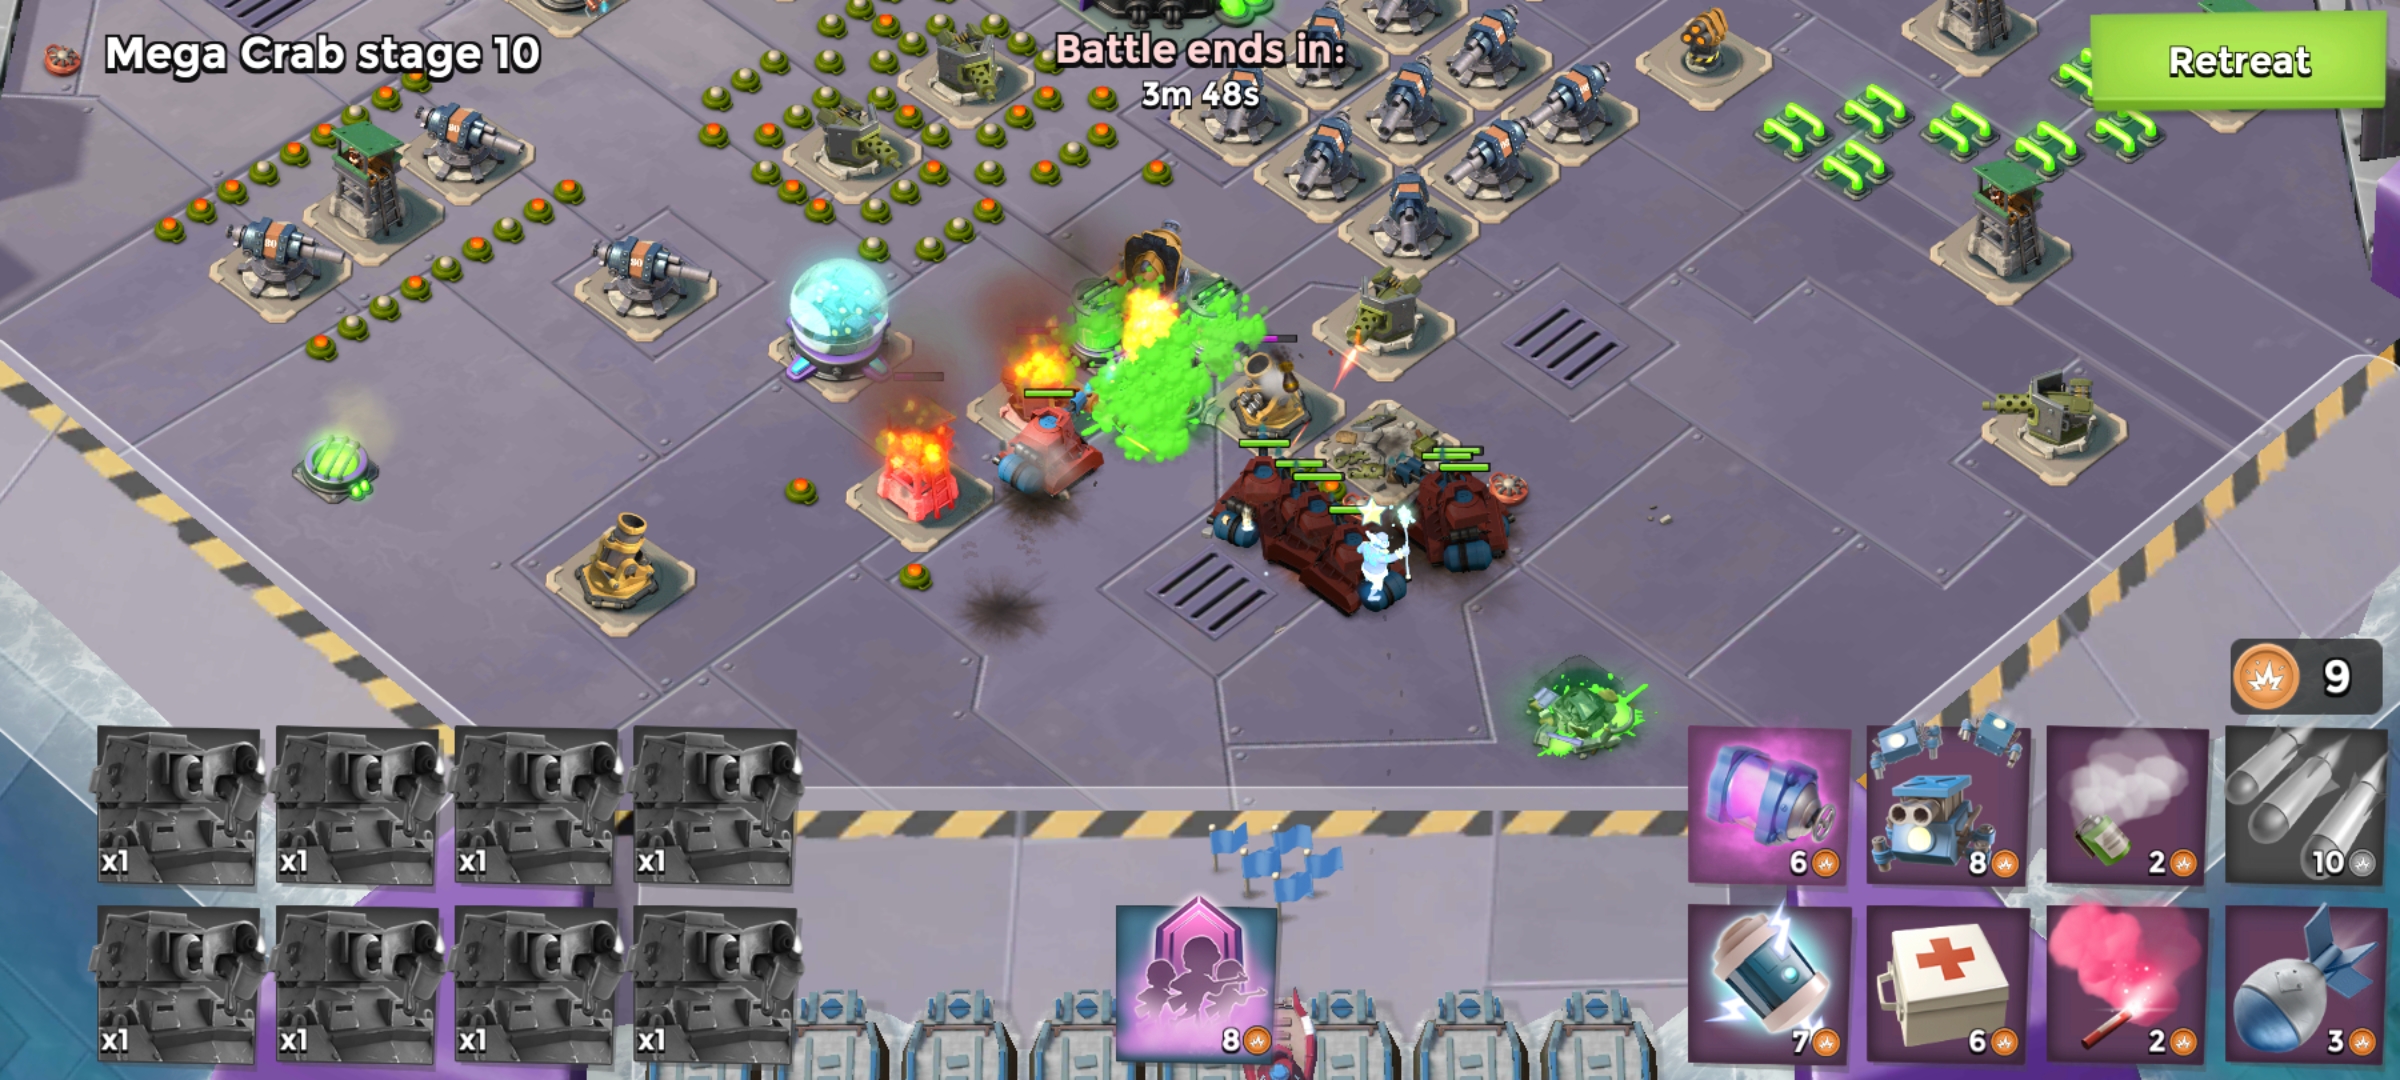 Mega Crab stage 10
Battle ends in:
3m 48s
Retreat
9
x1
x1
x1
x1
6
8
2
10
x1
x1
x1
x1
8
7
6
2
3